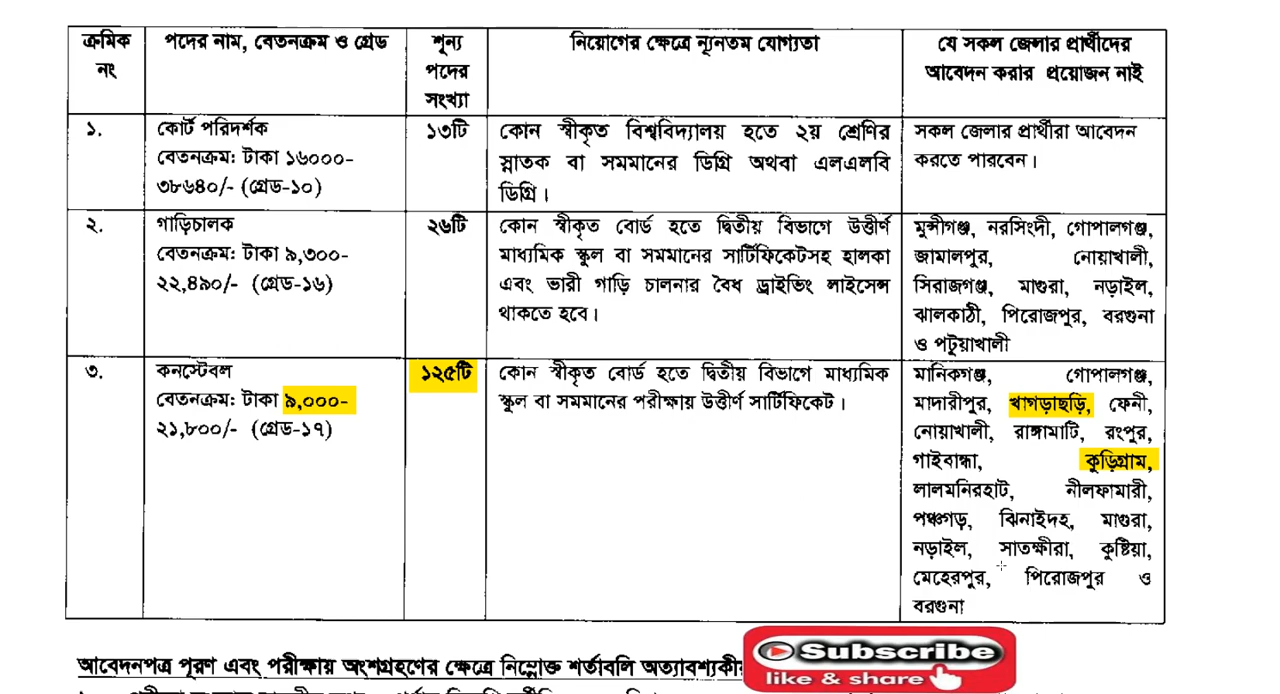 ক্রমিক নং
পদের নাম, বেতনক্রম ও গ্রেড
শূন্য পদের সংখ্যা
নিয়োগের ক্ষেত্রে ন্যূনতম যোগ্যতা
যে সকল জেলার প্রার্থীদের
আবেদন করার প্রয়োজন নাই
১.
কোর্ট পরিদর্শক
বেতনক্রম: টাকা ১৬০০০-
৩৮৬৪০/- (গ্রেড-১০)
১৩টি
কোন স্বীকৃত বিশ্ববিদ্যালয় হতে ২য় শ্রেণির
স্নাতক বা সমমানের ডিগ্রি অথবা এলএলবি
ডিগ্রি।
সকল জেলার প্রার্থীরা আবেদন
করতে পারবেন।
২.
গাড়িচালক
বেতনক্রম: টাকা ৯,৩০০-
২২,৪৯০/- (গ্রেড-১৬)
২৬টি
কোন স্বীকৃত বোর্ড হতে দ্বিতীয় বিভাগে উত্তীর্ণ
মাধ্যমিক স্কুল বা সমমানের সার্টিফিকেটসহ হালকা
এবং ভারী গাড়ি চালনার বৈধ ড্রাইভিং লাইসেন্স
থাকতে হবে।
মুন্সীগঞ্জ, নরসিংদী, গোপালগঞ্জ,
জামালপুর, নোয়াখালী,
সিরাজগঞ্জ, মাগুরা, নড়াইল,
ঝালকাঠী, পিরোজপুর, বরগুনা
ও পটুয়াখালী
৩.
কনস্টেবল
বেতনক্রম: টাকা ৯,০০০-
২১,৮০০/- (গ্রেড-১৭)
১২৫টি
কোন স্বীকৃত বোর্ড হতে দ্বিতীয় বিভাগে মাধ্যমিক
স্কুল বা সমমানের পরীক্ষায় উত্তীর্ণ সার্টিফিকেট।
মানিকগঞ্জ, গোপালগঞ্জ,
মাদারীপুর, খাগড়াছড়ি, ফেনী,
নোয়াখালী, রাঙ্গামাটি, রংপুর,
গাইবান্ধা, কুড়িগ্রাম,
লালমনিরহাট, নীলফামারী,
পঞ্চগড়, ঝিনাইদহ, মাগুরা,
নড়াইল, সাতক্ষীরা, কুষ্টিয়া,
মেহেরপুর, পিরোজপুর ও
বরগুনা
আবেদনপত্র পূরণ এবং পরীক্ষায় অংশগ্রহণের ক্ষেত্রে নিম্নোক্ত শর্তাবলি
Subscribe
like & share